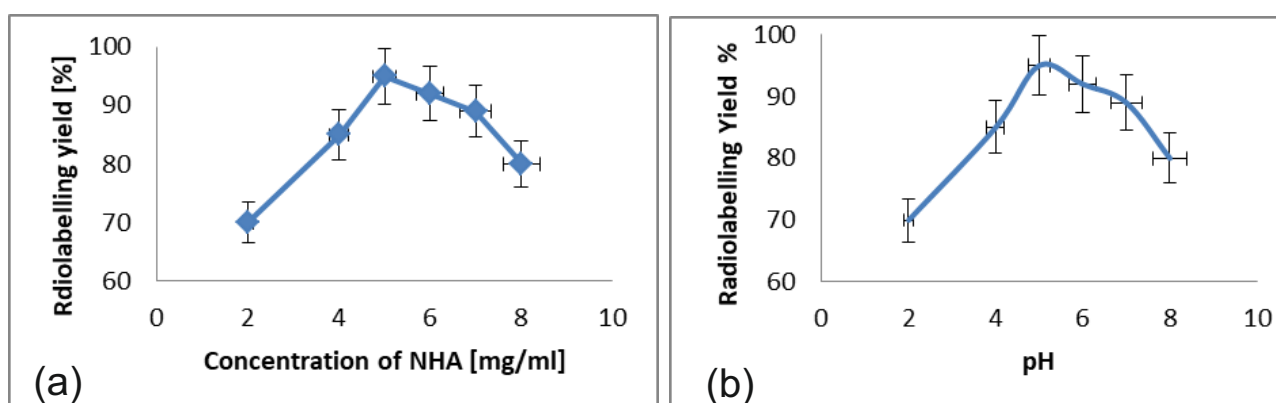 Rdiolabelling yield [%]
100
90
80
70
60
0 2 4 6 8 10
Concentration of NHA [mg/ml]
(a)
Radiolabelling Yield %
100
90
80
70
60
0 2 4 6 8 10
pH
(b)